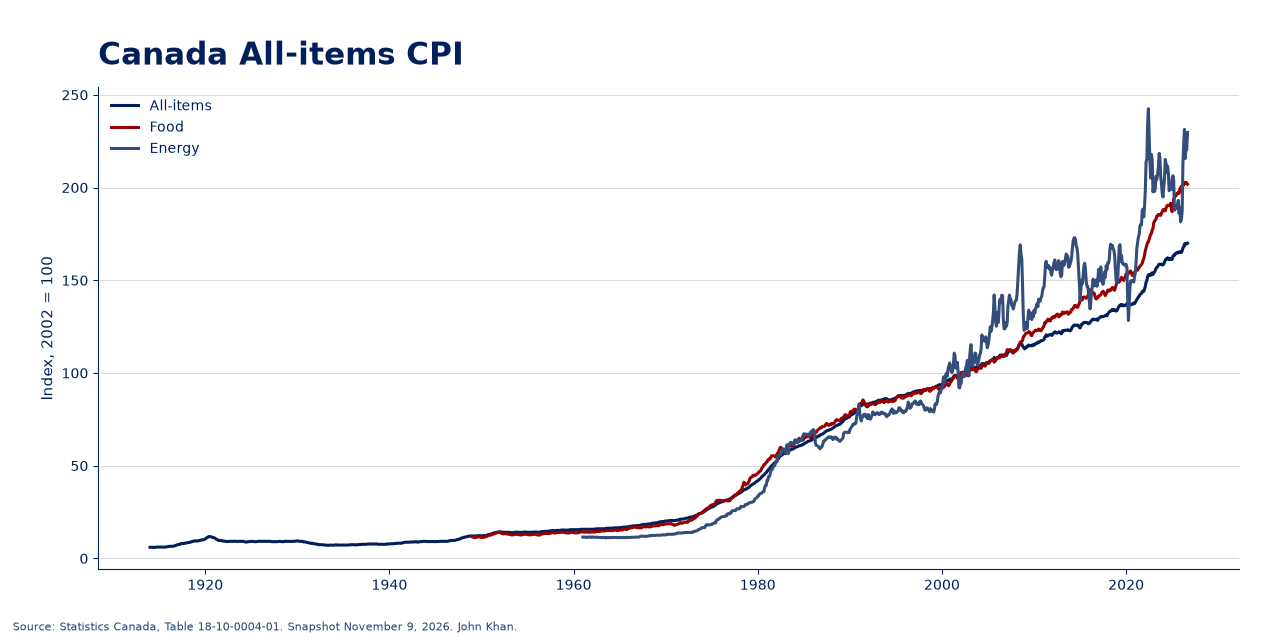 Canada All-items CPI
250
200
150
100
50
0
Index, 2002 = 100
All-items
Food
Energy
1920
1940
1960
1980
2000
2020
Source: Statistics Canada, Table 18-10-0004-01. Snapshot November 9, 2026. John Khan.